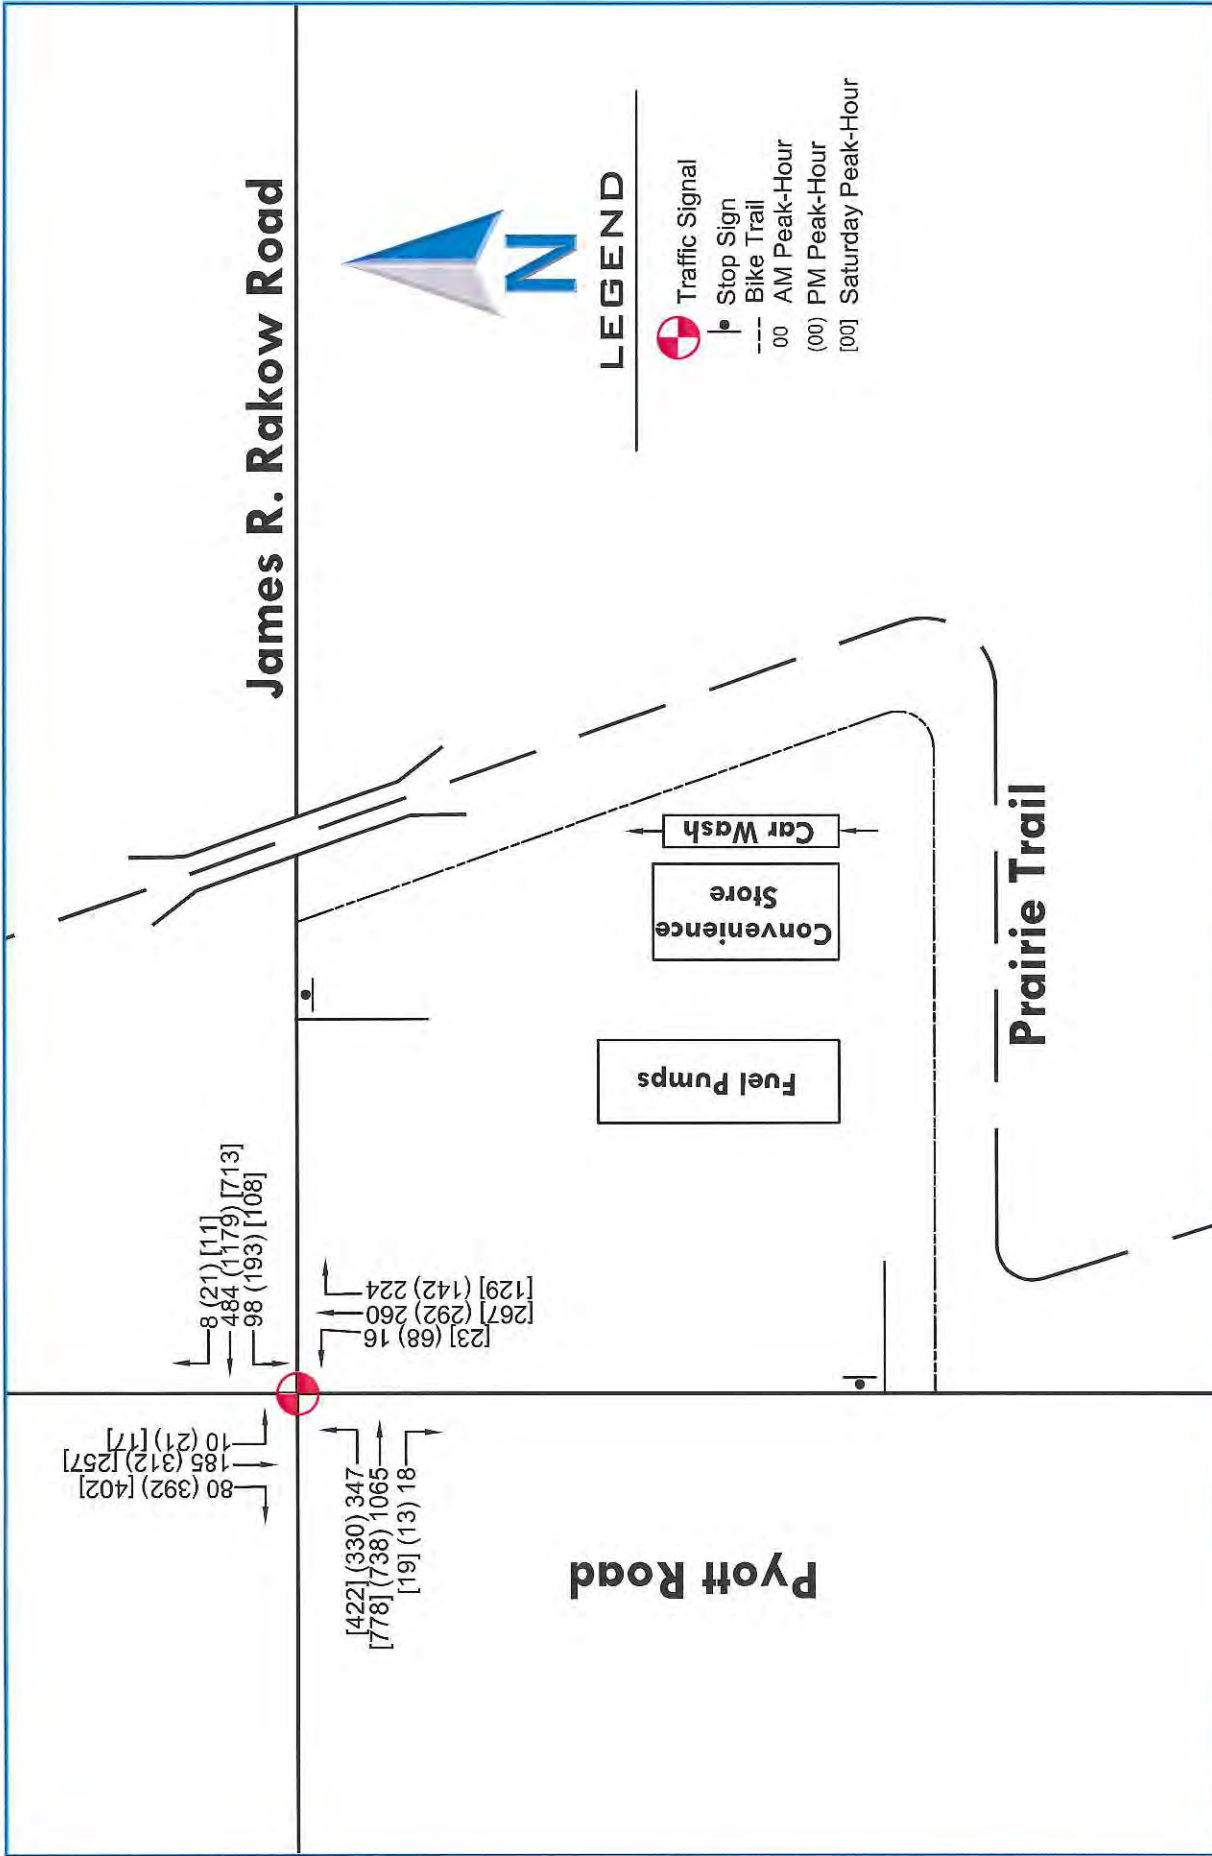 James R. Rakow Road
N
LEGEND
Traffic Signal
Stop Sign
--- Bike Trail
00 AM Peak-Hour
(00) PM Peak-Hour
[00] Saturday Peak-Hour
8 (21) [11]
484 (1179) [713]
98 (193) [108]
10 (21) [17]
185 (312) [257]
80 (392) [402]
[422] (330) 347
[778] (738) 1065
[19] (13) 18
[129] (142) 224
[267] (292) 260
[23] (68) 16
Car Wash
Convenience
Store
Fuel Pumps
Prairie Trail
Pyott Road